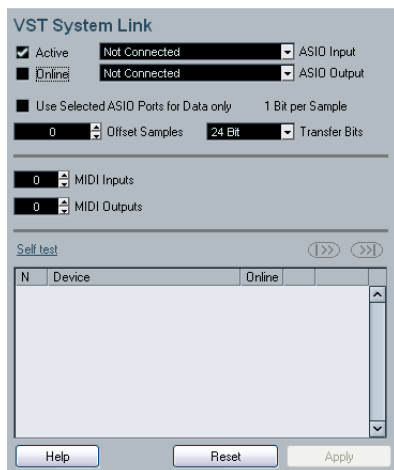 VST System Link
Active Not Connected ASIO Input
Online Not Connected ASIO Output
Use Selected ASIO Ports for Data only 1 Bit per Sample
0 Offset Samples 24 Bit Transfer Bits
0 MIDI Inputs
0 MIDI Outputs
Self test
N Device Online
Help Reset Apply